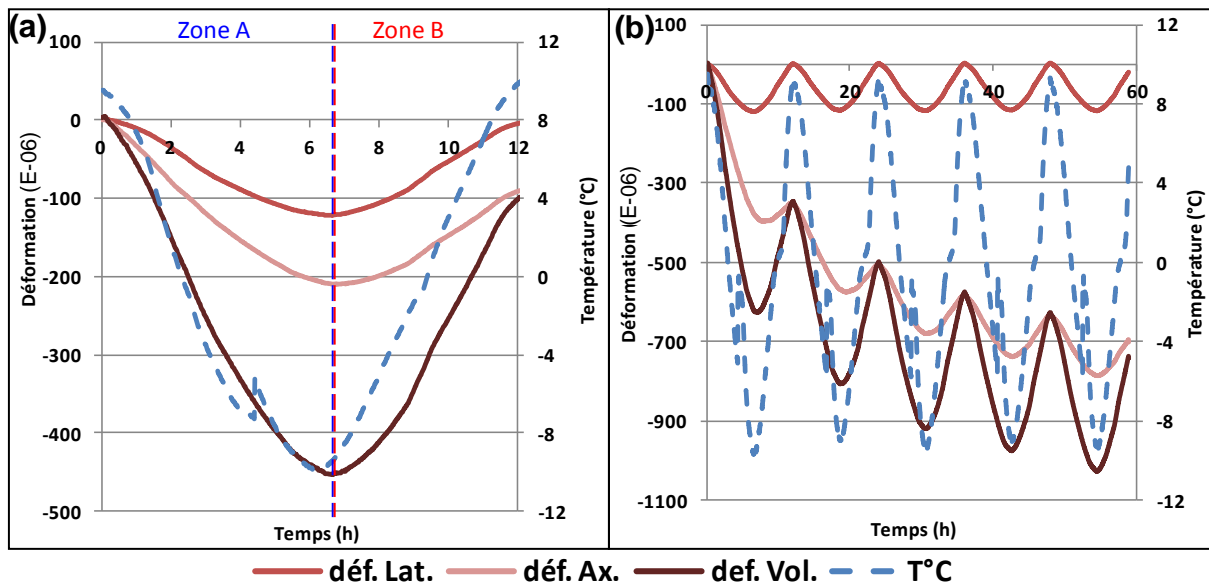 (a)
Zone A Zone B
100
0
-100
-200
-300
-400
-500
Déformation (E-06)
0 2 4 6 8 10 12
12
8
4
0
-4
-8
-12
Température (°C)
Temps (h)
(b)
100
-100
-300
-500
-700
-900
-1100
Déformation ((E-06)
0 20 40 60
12
8
4
0
-4
-8
-12
Température (°C)
Temps (h)
déf. Lat. déf. Ax. def. Vol. T°C